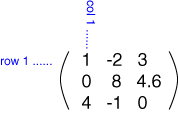 col 1 ......
row 1 ......
1 -2 3
0 8 4.6
4 -1 0